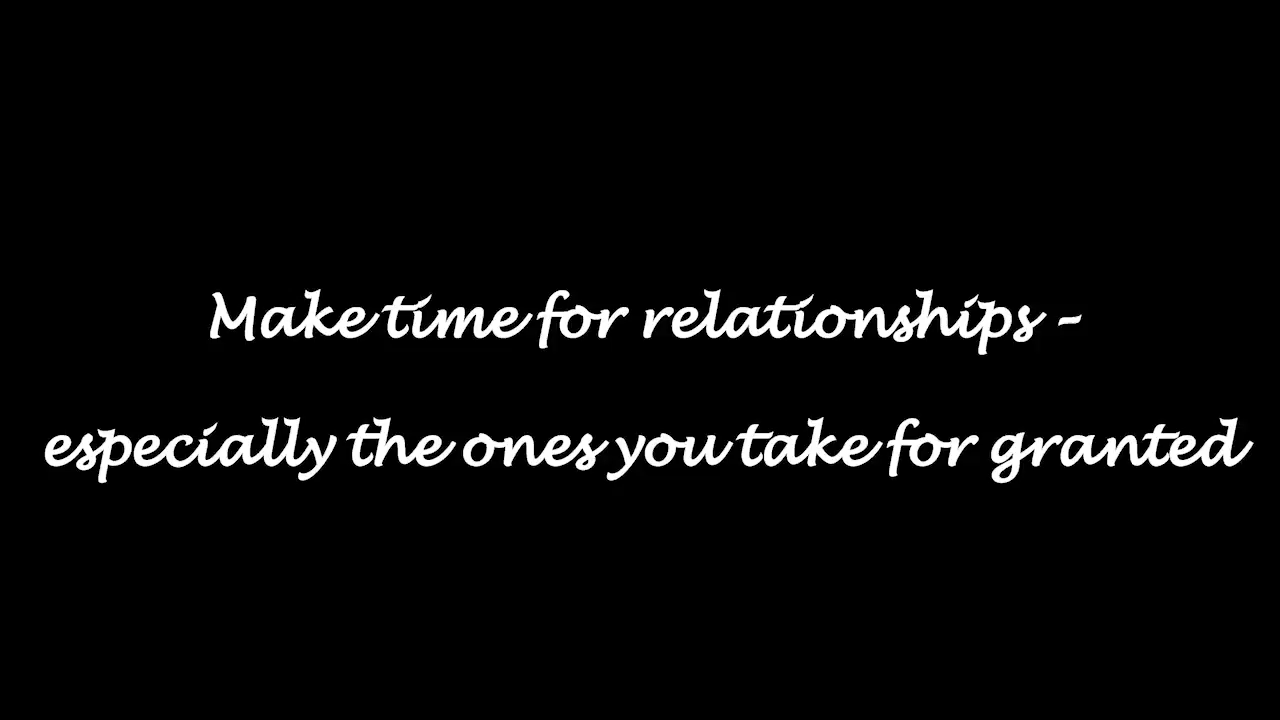 Make time for relationships -
especially the ones you take for granted